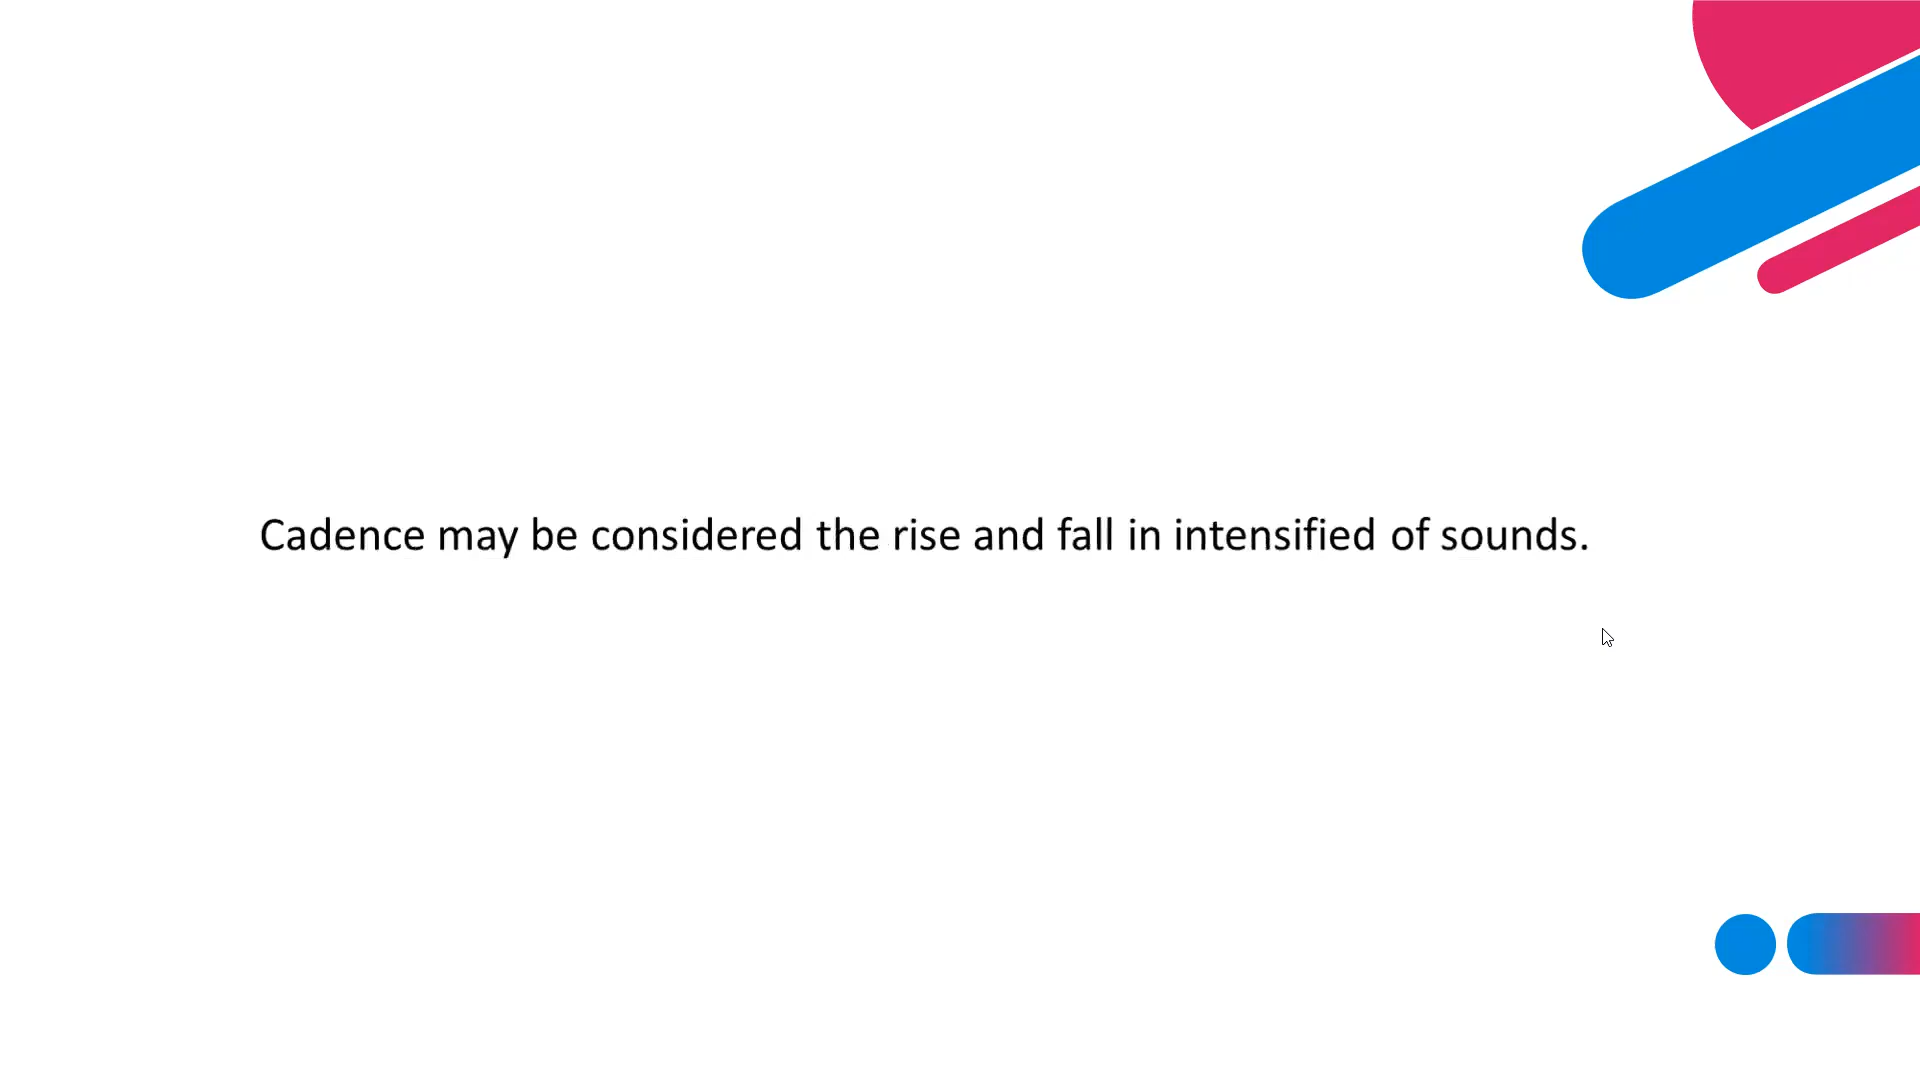 Cadence may be considered the rise and fall in intensified of sounds.